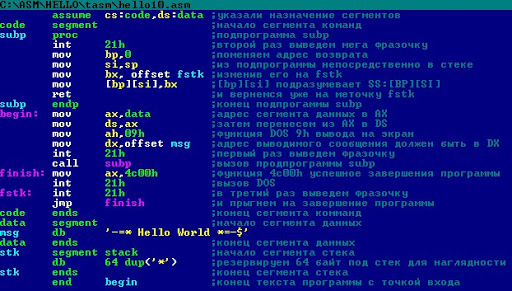 C:\ASM\HELLO\tasm\hello10.asm
assume cs:code,ds:data ;указали назначение сегментов
code segment ;начало сегмента команд
subp proc ;подпрограмма subp
int 21h ;второй раз выведем мега фразочку
mov bp,0 ;поменяем адрес возврата
mov si,sp ;из подпрограммы непосредственно в стеке
mov bx, offset fstk ;изменив его на fstk
mov [bp][si],bx ;[bp][si] подразумевает SS:[BP][SI]
ret ;и вернемся уже на меточку fstk
subp endp ;конец подпрограммы subp
begin: mov ax,data ;адрес сегмента данных в AX
mov ds,ax ;затем перенесем из AX в DS
mov ah,09h ;функция DOS 9h вывода на экран
mov dx,offset msg ;адрес выводимого сообщения должен быть в DX
int 21h ;первый раз выведем фразочку
call subp ;вызов продпрограммы subp
finish: mov ax,4c00h ;функция 4c00h успешное завершения программы
int 21h ;вызов DOS
fstk: int 21h ;в третий раз выведем фразочку
jmp finish ;и прыгнем на завершение программы
code ends ;конец сегмента комманд
data segment ;начало сегмента данных
msg db '-=* Hello World *=-$'
data ends ;конец сегмента данных
stk segment stack ;начало сегмента стека
db 64 dup('*') ;резервируем 64 байт под стек для наглядности
stk ends ;конец сегмента стека
end begin ;конец текста программы с точкой входа